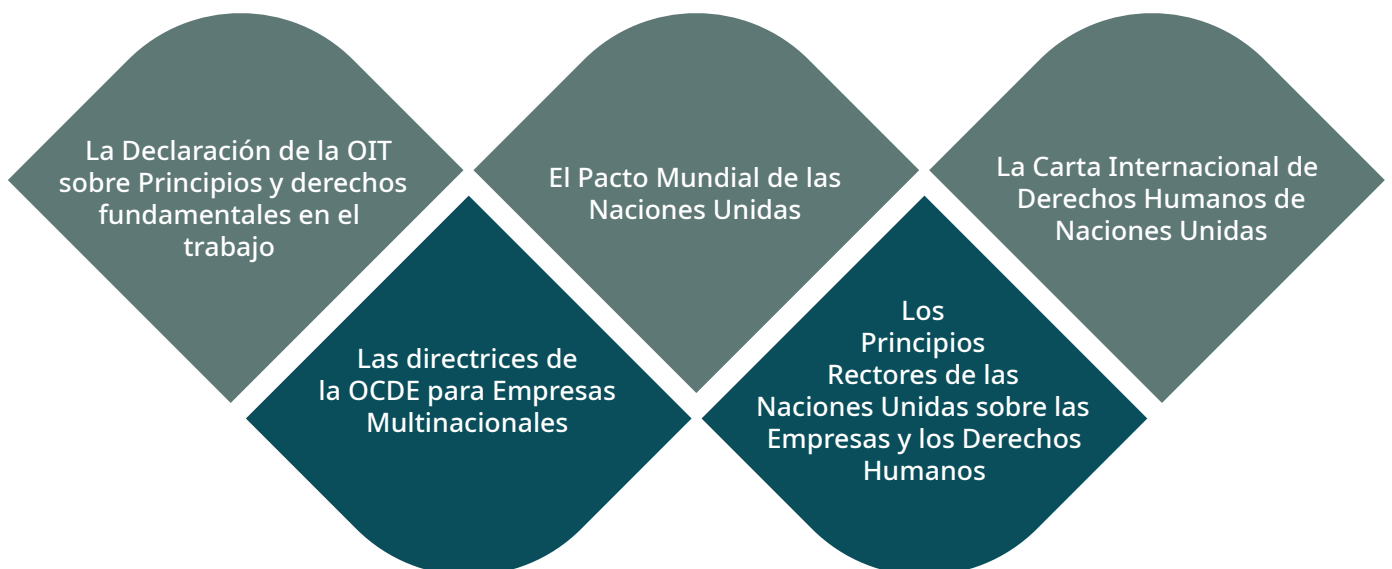 La Declaración de la OIT
sobre Principios y derechos
fundamentales en el
trabajo
El Pacto Mundial de las
Naciones Unidas
La Carta Internacional de
Derechos Humanos de
Naciones Unidas
Las directrices de
la OCDE para Empresas
Multinacionales
Los
Principios
Rectores de las
Naciones Unidas sobre las
Empresas y los Derechos
Humanos